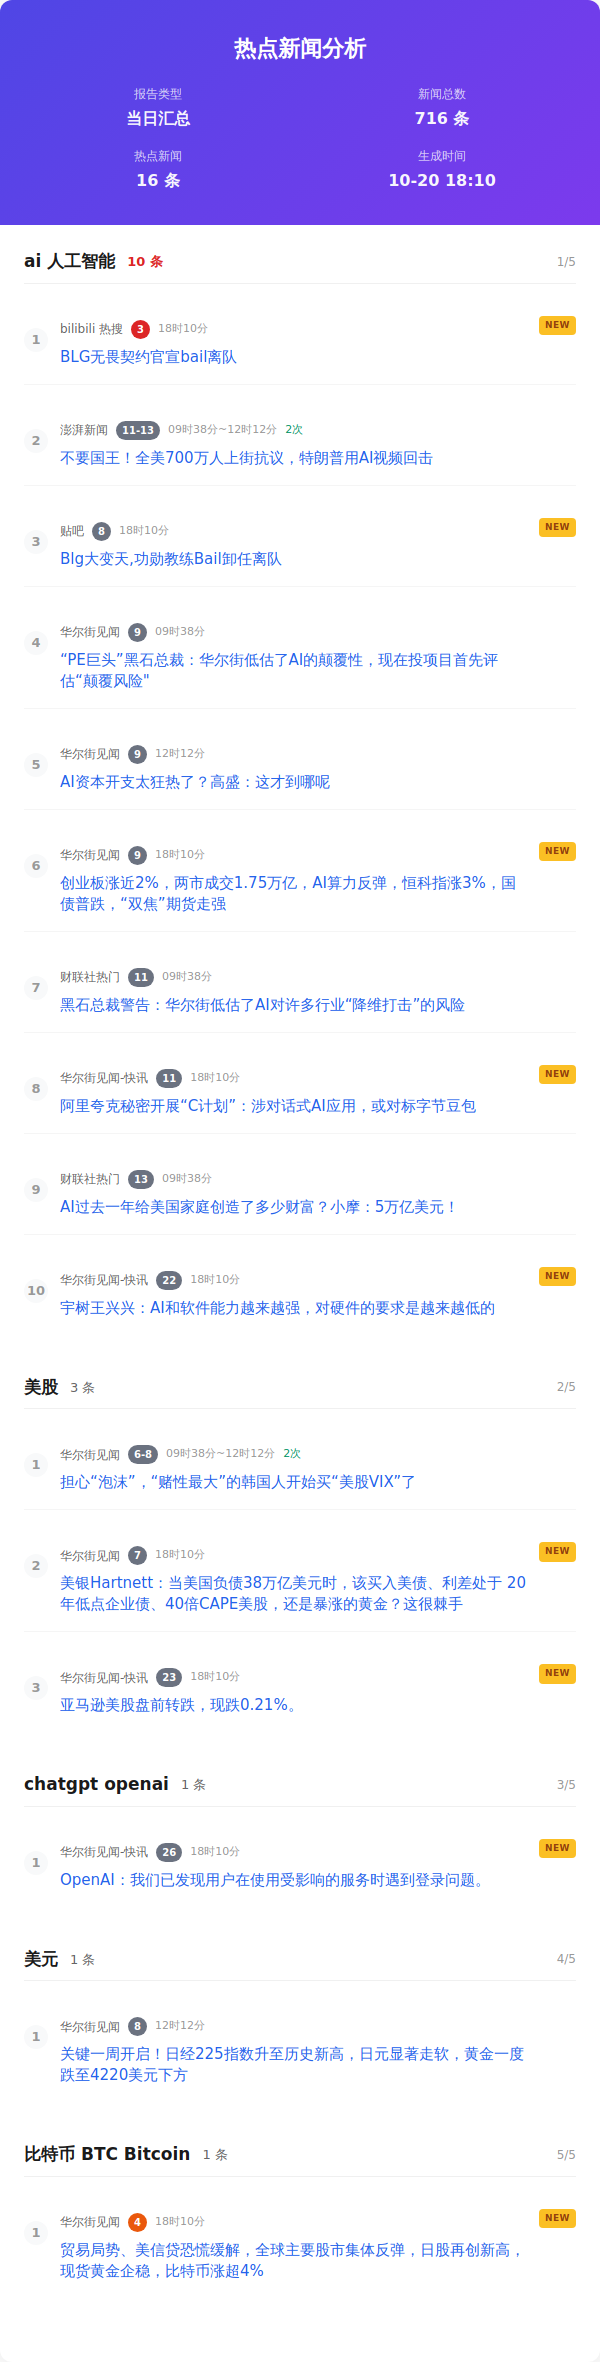 热点新闻分析
报告类型
新闻总数
当日汇总
716 条
热点新闻
生成时间
16 条
10-20 18:10
ai 人工智能 10 条 1/5
1 bilibili 热搜 3 18时10分 NEW
BLG无畏契约官宣bail离队
2 澎湃新闻 11-13 09时38分~12时12分 2次
不要国王！全美700万人上街抗议，特朗普用AI视频回击
3 贴吧 8 18时10分 NEW
Blg大变天,功勋教练Bail卸任离队
4 华尔街见闻 9 09时38分
“PE巨头”黑石总裁：华尔街低估了AI的颠覆性，现在投项目首先评
估“颠覆风险"
5 华尔街见闻 9 12时12分
AI资本开支太狂热了？高盛：这才到哪呢
6 华尔街见闻 9 18时10分 NEW
创业板涨近2%，两市成交1.75万亿，AI算力反弹，恒科指涨3%，国
债普跌，“双焦”期货走强
7 财联社热门 11 09时38分
黑石总裁警告：华尔街低估了AI对许多行业“降维打击”的风险
8 华尔街见闻-快讯 11 18时10分 NEW
阿里夸克秘密开展“C计划”：涉对话式AI应用，或对标字节豆包
9 财联社热门 13 09时38分
AI过去一年给美国家庭创造了多少财富？小摩：5万亿美元！
10 华尔街见闻-快讯 22 18时10分 NEW
宇树王兴兴：AI和软件能力越来越强，对硬件的要求是越来越低的
美股 3 条 2/5
1 华尔街见闻 6-8 09时38分~12时12分 2次
担心“泡沫”，“赌性最大”的韩国人开始买“美股VIX”了
2 华尔街见闻 7 18时10分 NEW
美银Hartnett：当美国负债38万亿美元时，该买入美债、利差处于 20
年低点企业债、40倍CAPE美股，还是暴涨的黄金？这很棘手
3 华尔街见闻-快讯 23 18时10分 NEW
亚马逊美股盘前转跌，现跌0.21%。
chatgpt openai 1 条 3/5
1 华尔街见闻-快讯 26 18时10分 NEW
OpenAI：我们已发现用户在使用受影响的服务时遇到登录问题。
美元 1 条 4/5
1 华尔街见闻 8 12时12分
关键一周开启！日经225指数升至历史新高，日元显著走软，黄金一度
跌至4220美元下方
比特币 BTC Bitcoin 1 条 5/5
1 华尔街见闻 4 18时10分 NEW
贸易局势、美信贷恐慌缓解，全球主要股市集体反弹，日股再创新高，
现货黄金企稳，比特币涨超4%